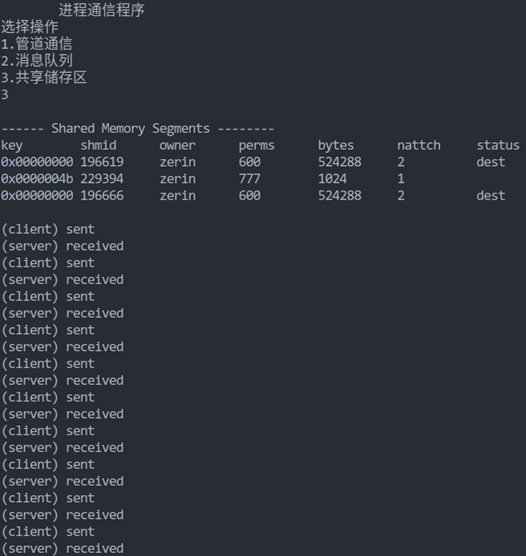 进程通信程序
选择操作
1.管道通信
2.消息队列
3.共享储存区
3
------ Shared Memory Segments --------
key shmid owner perms bytes nattch status
0x00000000 196619 zerin 600 524288 2 dest
0x0000004b 229394 zerin 777 1024 1
0x00000000 196666 zerin 600 524288 2 dest
(client) sent
(server) received
(client) sent
(server) received
(client) sent
(server) received
(client) sent
(server) received
(client) sent
(server) received
(client) sent
(server) received
(client) sent
(server) received
(client) sent
(server) received
(client) sent
(server) received
(client) sent
(server) received